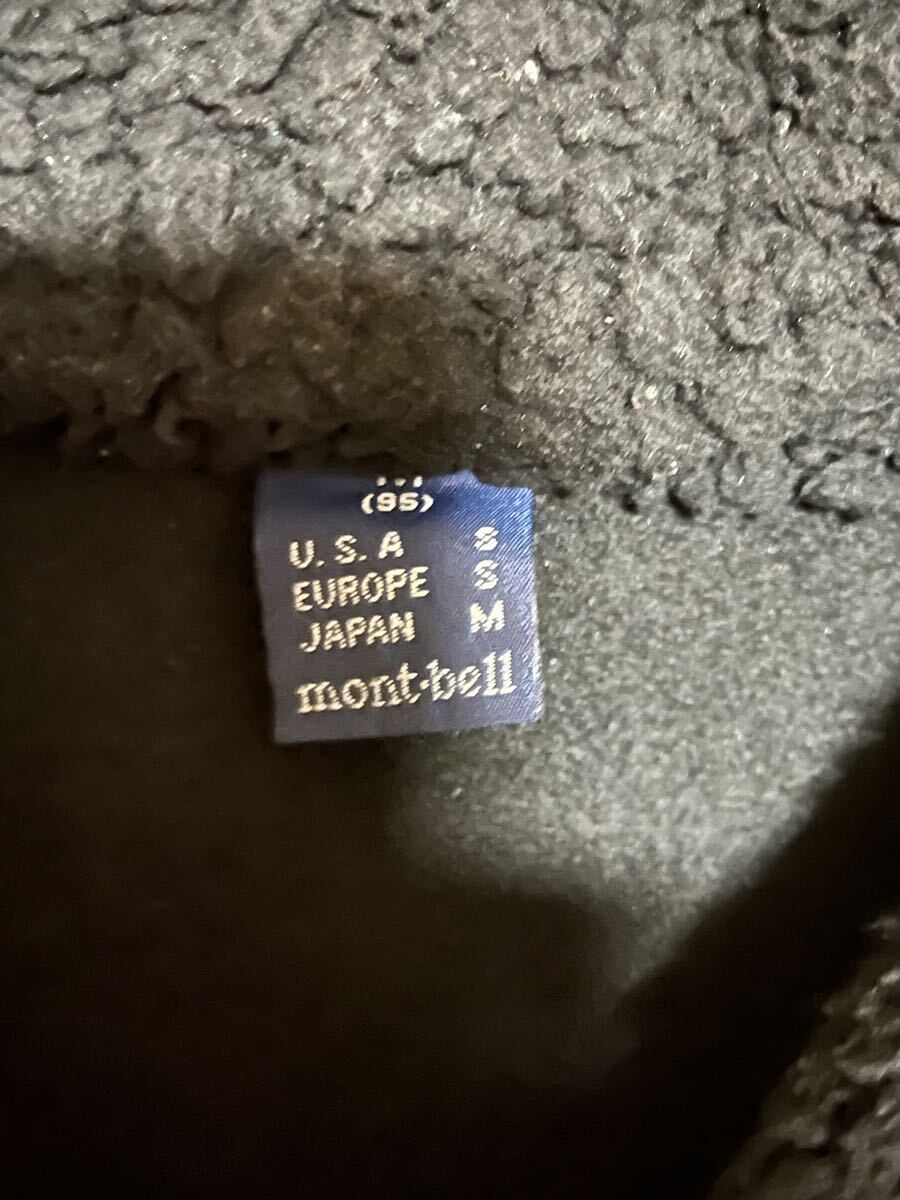 (95)
U.S.A S
EUROPE S
JAPAN M
mont·bell